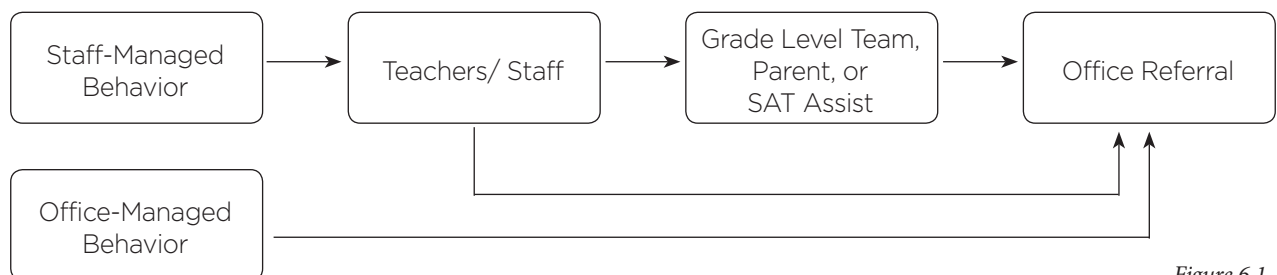 Staff-Managed
Behavior
Teachers/ Staff
Grade Level Team,
Parent, or
SAT Assist
Office Referral
Office-Managed
Behavior
Figure 6.1